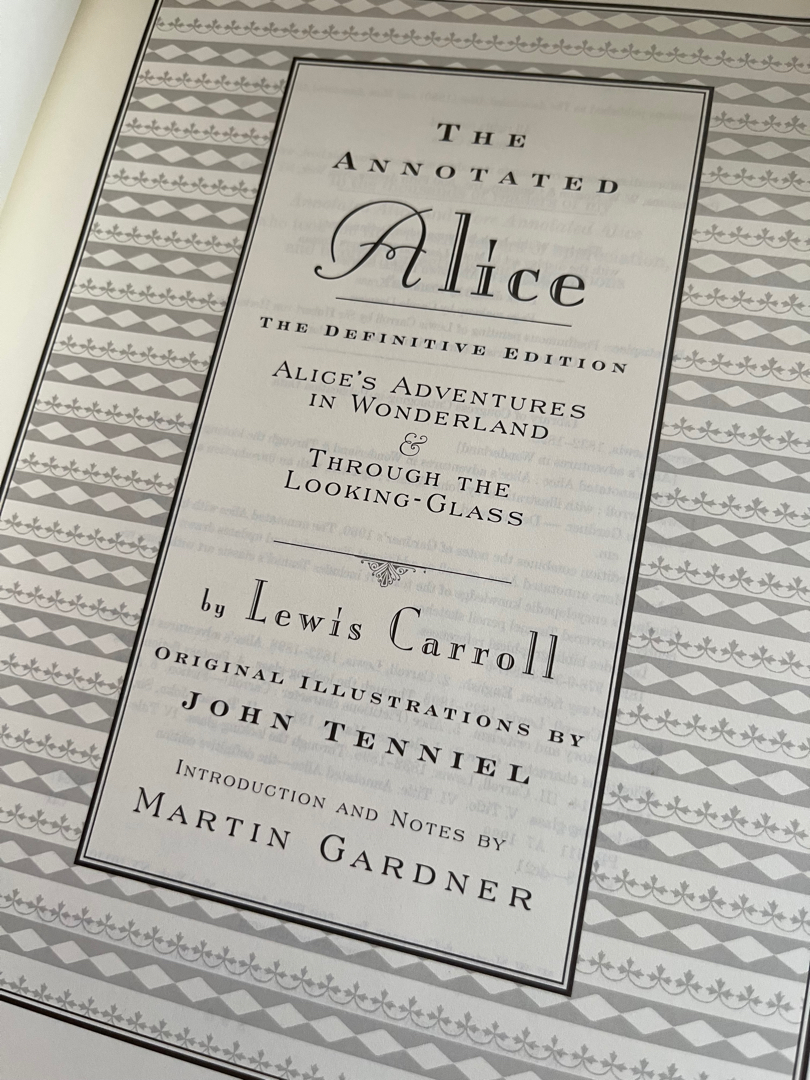 THE
ANNOTATED
Alice
THE DEFINITIVE EDITION
ALICE'S ADVENTURES
IN WONDERLAND
&
THROUGH THE
LOOKING-GLASS
by Lewis Carroll
ORIGINAL ILLUSTRATIONS BY
JOHN TENNIEL
INTRODUCTION AND NOTES BY
MARTIN GARDNER